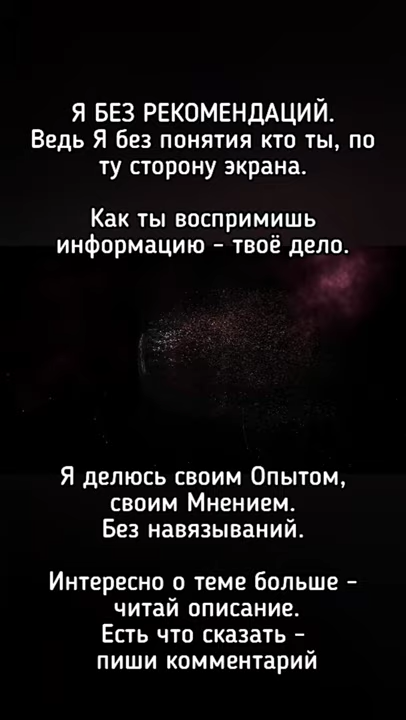 Я БЕЗ РЕКОМЕНДАЦИЙ.
Ведь Я без понятия кто ты, по
ту сторону экрана.
Как ты воспримишь
информацию - твоё дело.
Я делюсь своим Опытом,
своим Мнением.
Без навязываний.
Интересно о теме больше -
читай описание.
Есть что сказать -
пиши комментарий